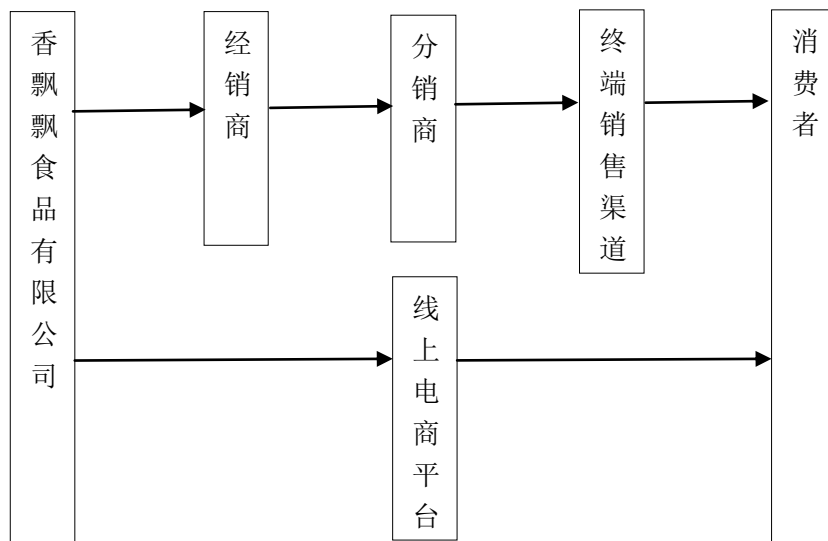 香飘飘食品有限公司
经销商
分销商
终端销售渠道
消费者
线上电商平台